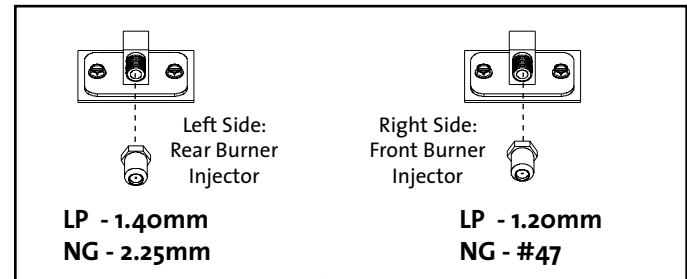 Left Side:
Rear Burner
Injector
LP - 1.40mm
NG - 2.25mm
Right Side:
Front Burner
Injector
LP - 1.20mm
NG - #47